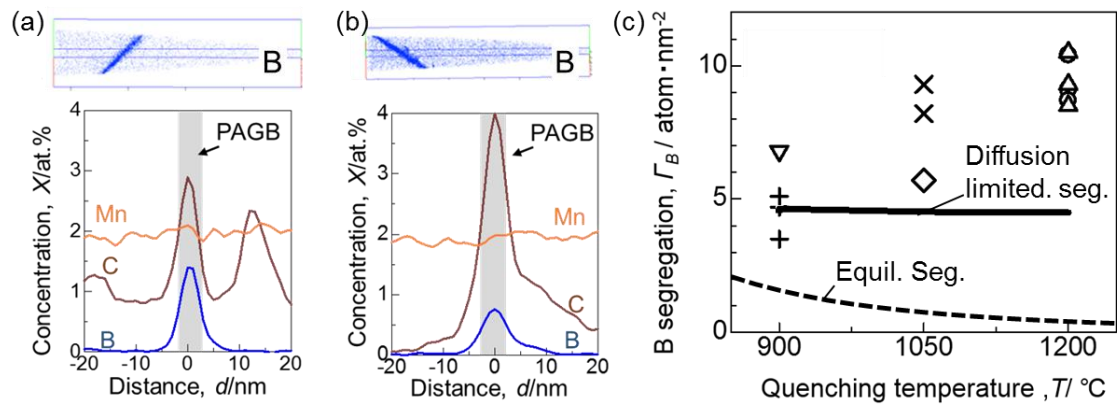 (a)
B
Concentration, X/at.%
4
3
2
1
0
PAGB
Mn
C
B
-20
-10
0
10
20
Distance, d/nm
(b)
B
Concentration, X/at.%
4
3
2
1
0
PAGB
Mn
C
B
-20
-10
0
10
20
Distance, d/nm
(c)
B segregation, Γ_B / atom·nm⁻²
10
5
0
Diffusion
limited. seg.
Equil. Seg.
900
1050
1200
Quenching temperature ,T/ °C